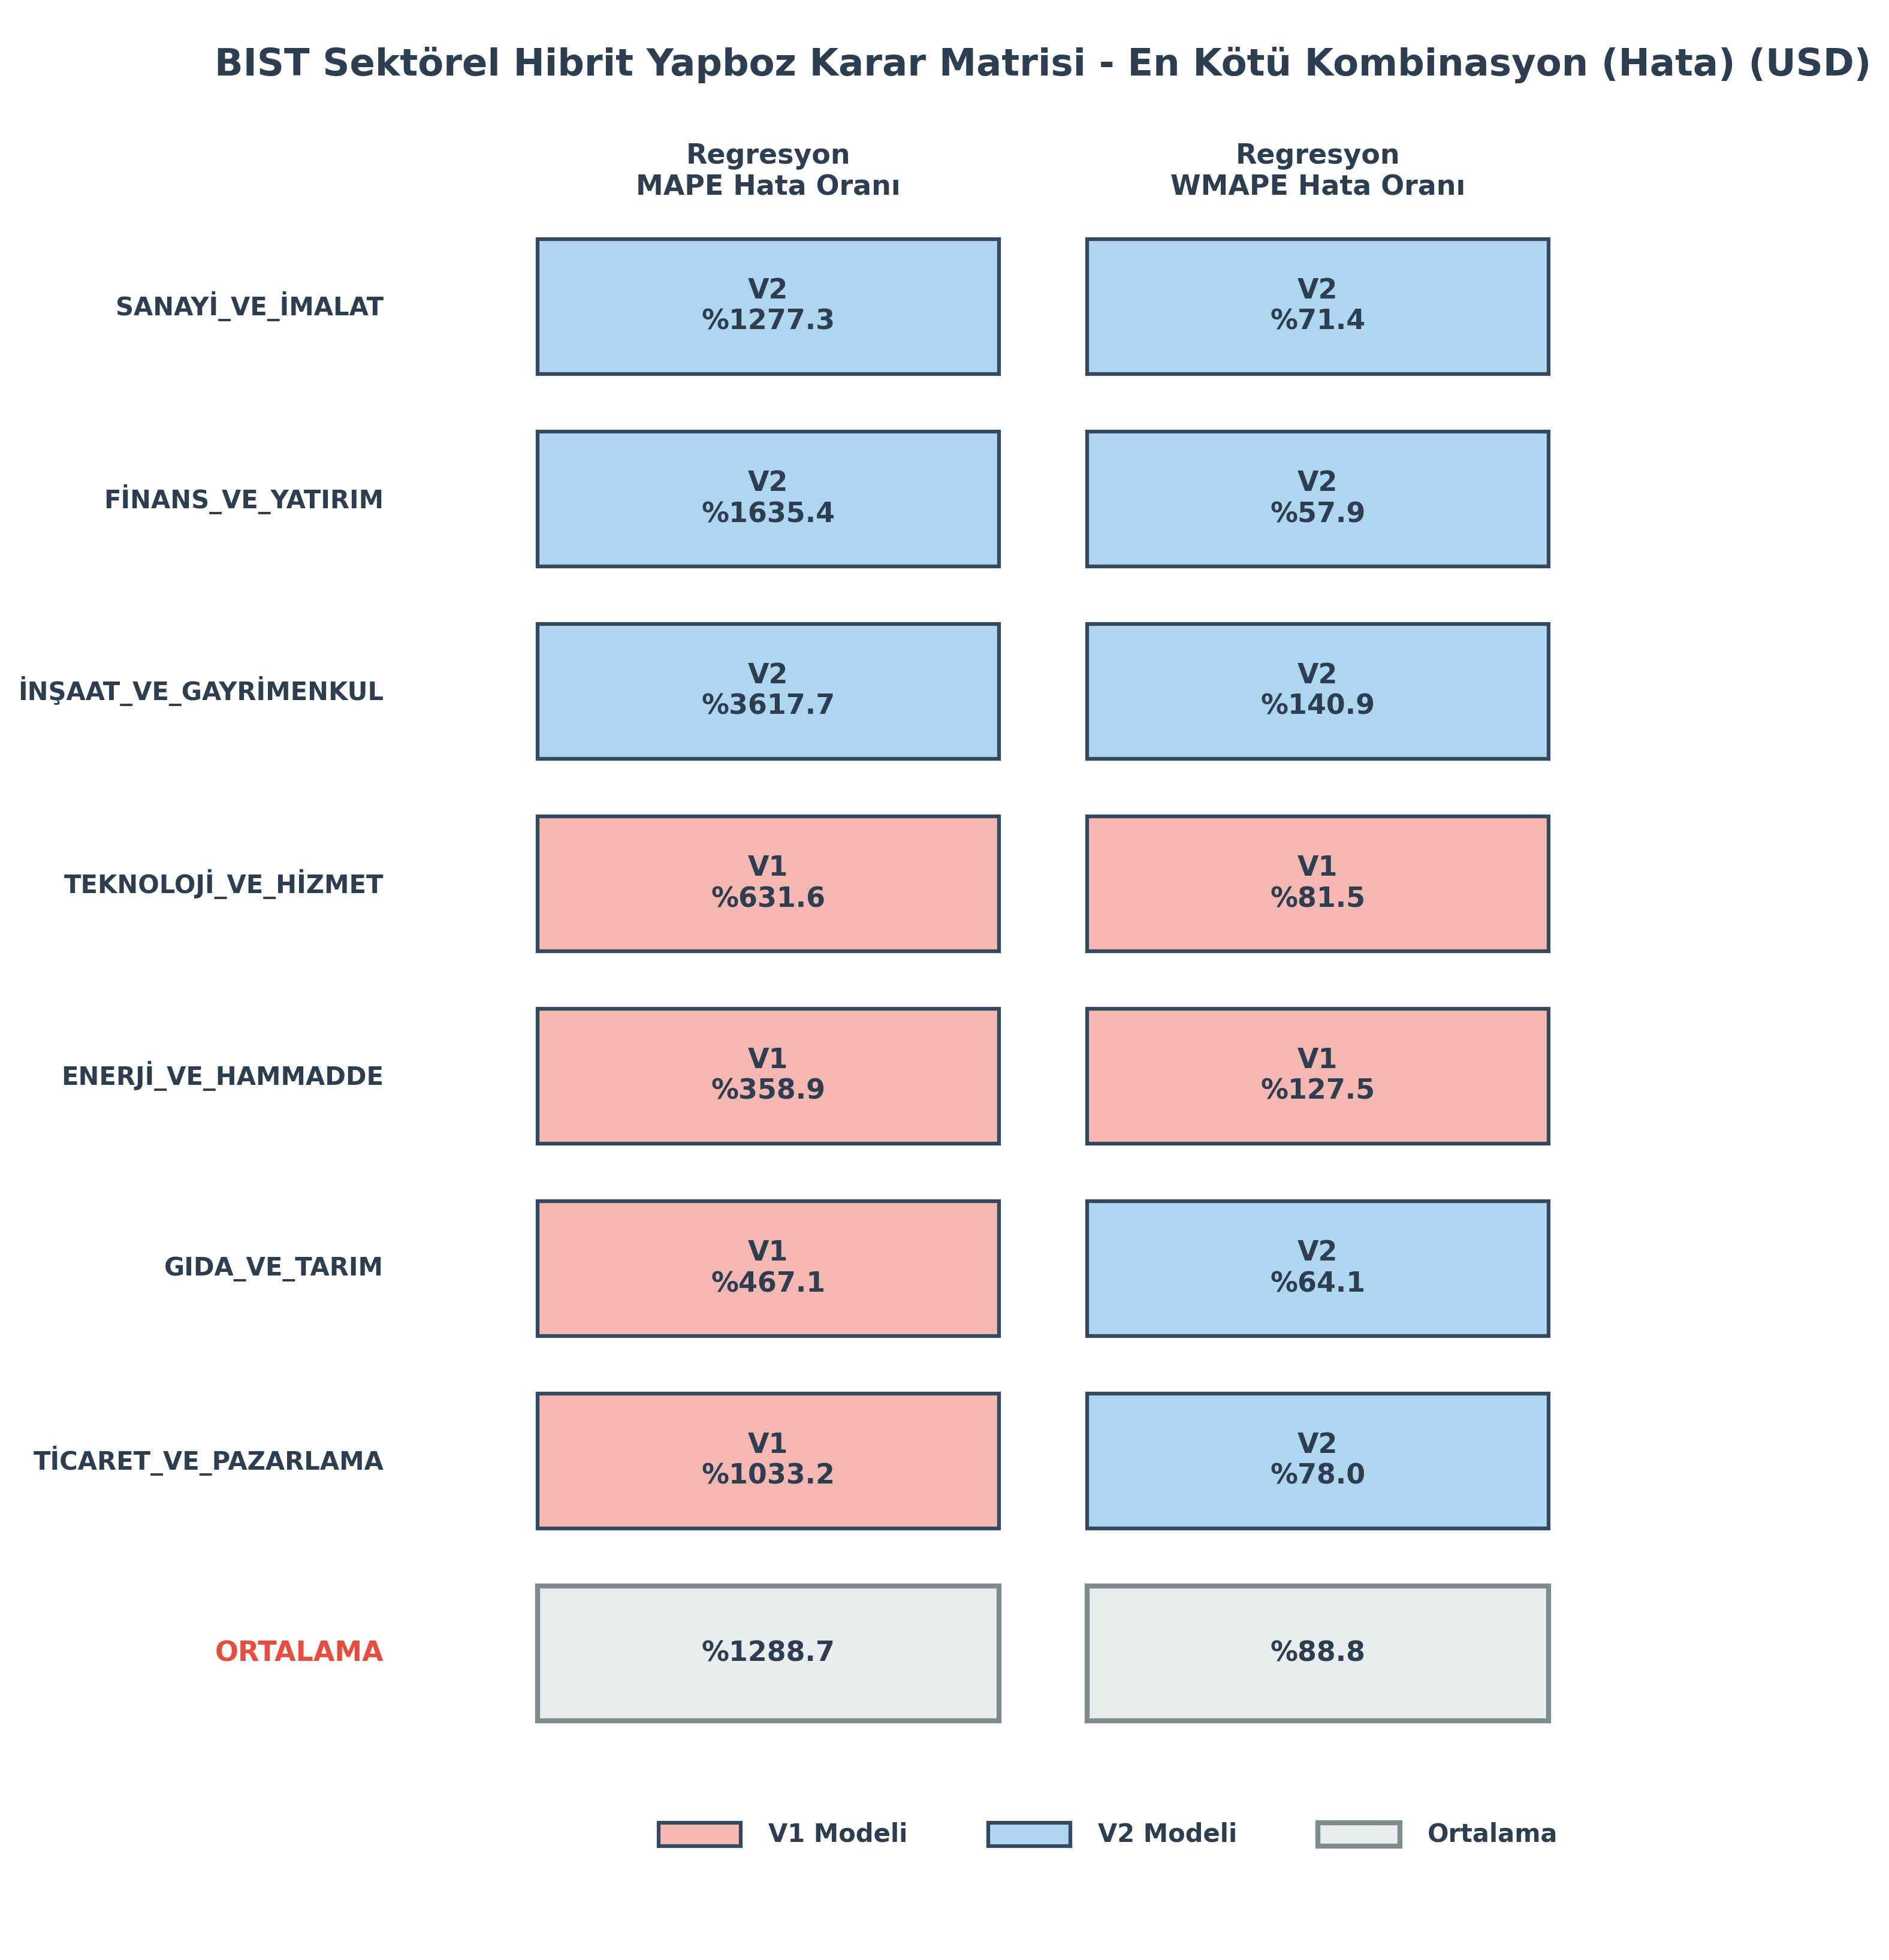 BIST Sektörel Hibrit Yapboz Karar Matrisi - En Kötü Kombinasyon (Hata) (USD)
Regresyon
MAPE Hata Oranı
Regresyon
WMAPE Hata Oranı
SANAYİ_VE_İMALAT
V2
%1277.3
V2
%71.4
FİNANS_VE_YATIRIM
V2
%1635.4
V2
%57.9
İNŞAAT_VE_GAYRİMENKUL
V2
%3617.7
V2
%140.9
TEKNOLOJİ_VE_HİZMET
V1
%631.6
V1
%81.5
ENERJİ_VE_HAMMADDE
V1
%358.9
V1
%127.5
GIDA_VE_TARIM
V1
%467.1
V2
%64.1
TİCARET_VE_PAZARLAMA
V1
%1033.2
V2
%78.0
ORTALAMA
%1288.7
%88.8
V1 Modeli
V2 Modeli
Ortalama